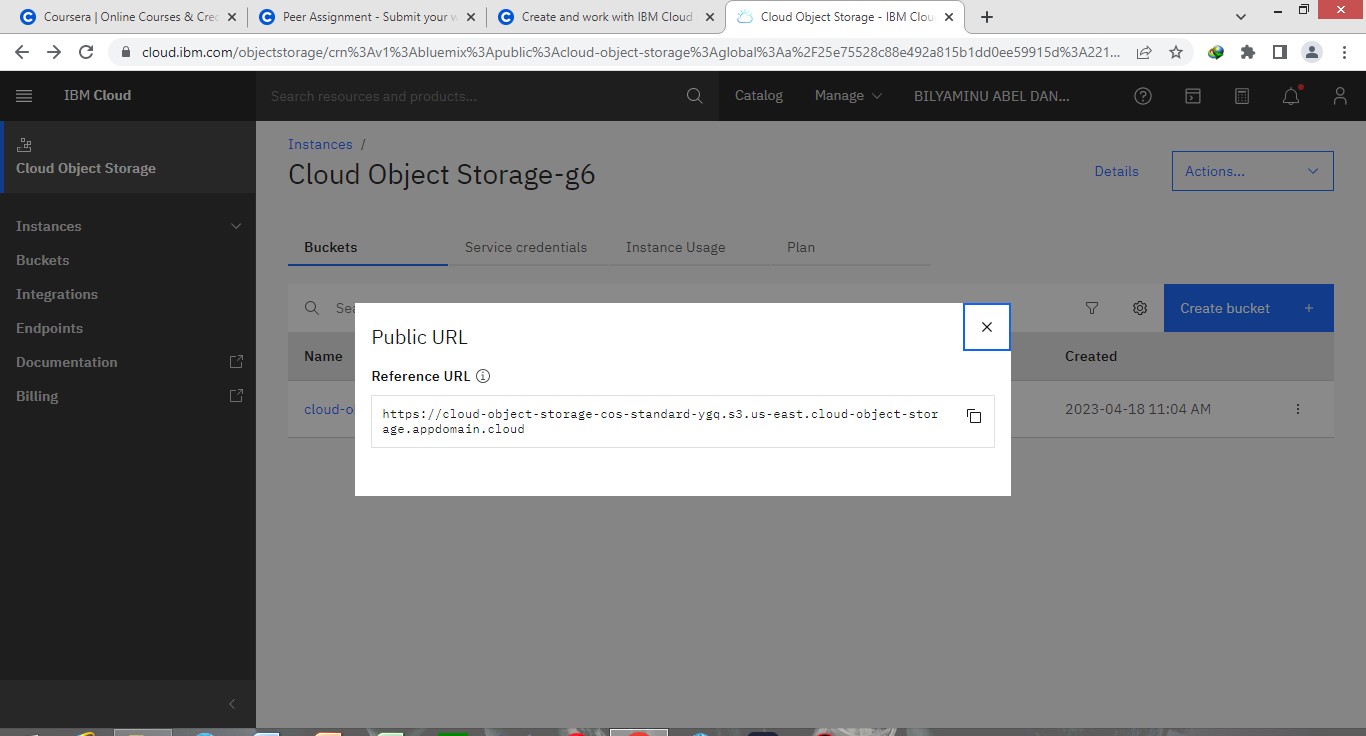 Coursera | Online Courses & Cre
Peer Assignment - Submit your w
Create and work with IBM Cloud
Cloud Object Storage - IBM Clou
cloud.ibm.com/objectstorage/crn%3Av1%3Abluemix%3Apublic%3Acloud-object-storage%3Aglobal%3Aa%2F25e75528c88e492a815b1dd0ee59915d%3A221...
IBM Cloud
Search resources and products...
Catalog
Manage
BILYAMINU ABEL DAN...
Cloud Object Storage
Instances
Buckets
Integrations
Endpoints
Documentation
Billing
Instances /
Cloud Object Storage-g6
Details
Actions...
Buckets
Service credentials
Instance Usage
Plan
Sea
Create bucket +
Name
Created
cloud-o
2023-04-18 11:04 AM
Public URL
Reference URL
https://cloud-object-storage-cos-standard-ygq.s3.us-east.cloud-object-stor
age.appdomain.cloud